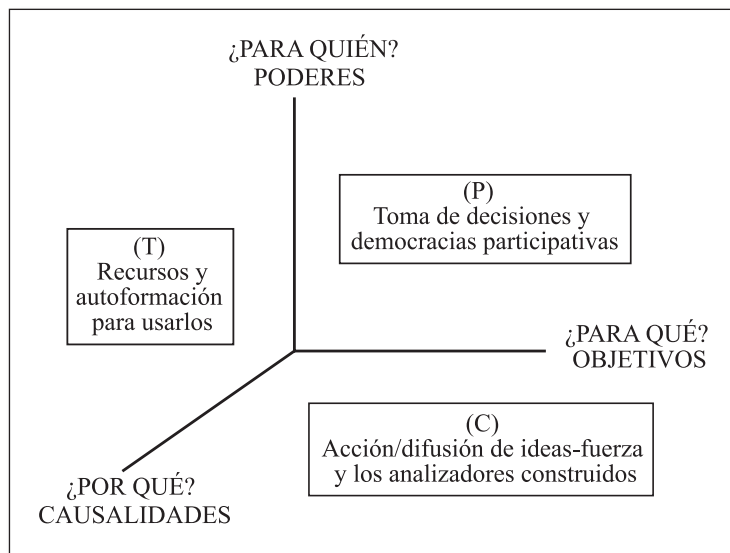 ¿PARA QUIÉN?
PODERES
(P)
Toma de decisiones y
democracias participativas
(T)
Recursos y
autoformación
para usarlos
¿PARA QUÉ?
OBJETIVOS
(C)
Acción/difusión de ideas-fuerza
y los analizadores construidos
¿POR QUÉ?
CAUSALIDADES